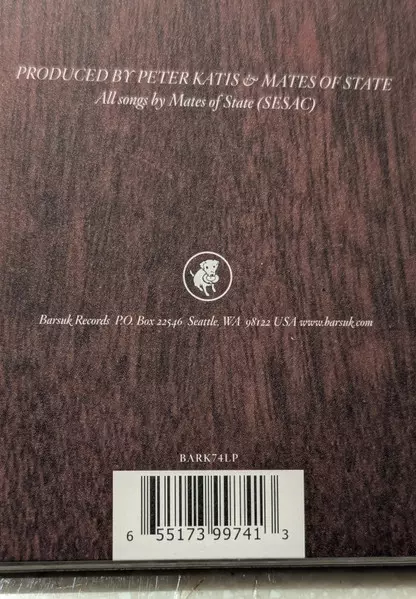 PRODUCED BY PETER KATIS & MATES OF STATE
All songs by Mates of State (SESAC)
Barsuk Records P.O. Box 22546 Seattle, WA 98122 USA www.barsuk.com
BARK74LP
6 55173 99741 3